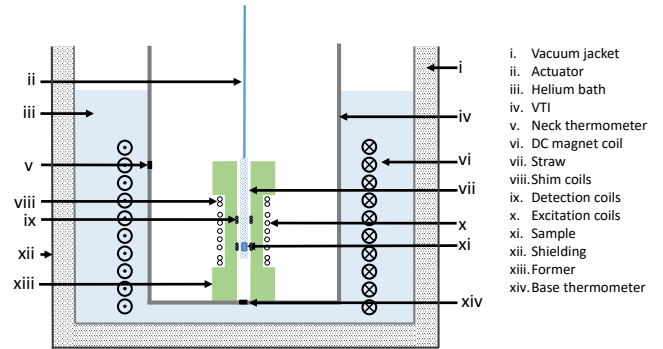 ii
iii
v
viii
ix
xii
xiii
i
iv
vi
vii
x
xi
xiv
i. Vacuum jacket
ii. Actuator
iii. Helium bath
iv. VTI
v. Neck thermometer
vi. DC magnet coil
vii. Straw
viii. Shim coils
ix. Detection coils
x. Excitation coils
xi. Sample
xii. Shielding
xiii. Former
xiv. Base thermometer